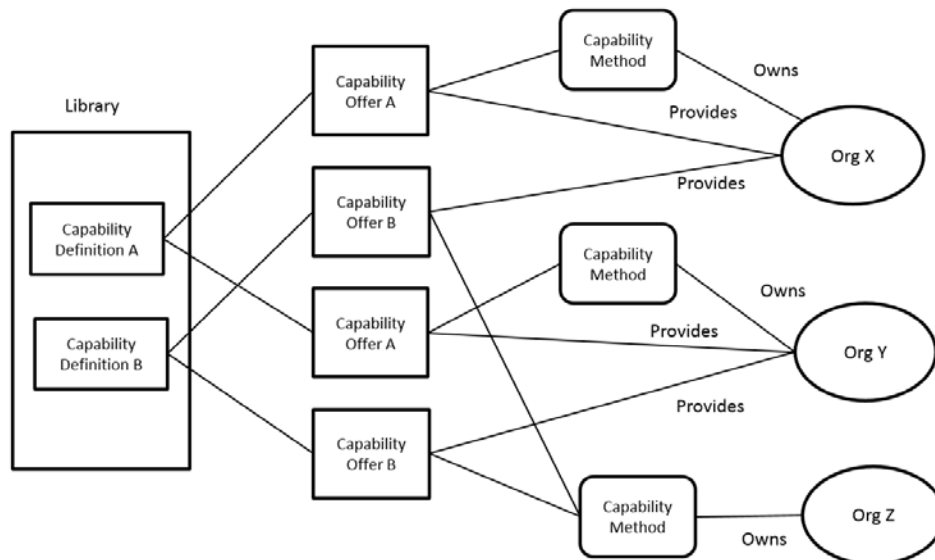 Library
Capability
Definition A
Capability
Definition B
Capability
Offer A
Capability
Offer B
Capability
Offer A
Capability
Offer B
Capability
Method
Owns
Provides
Org X
Provides
Capability
Method
Owns
Provides
Org Y
Provides
Capability
Method
Owns
Org Z